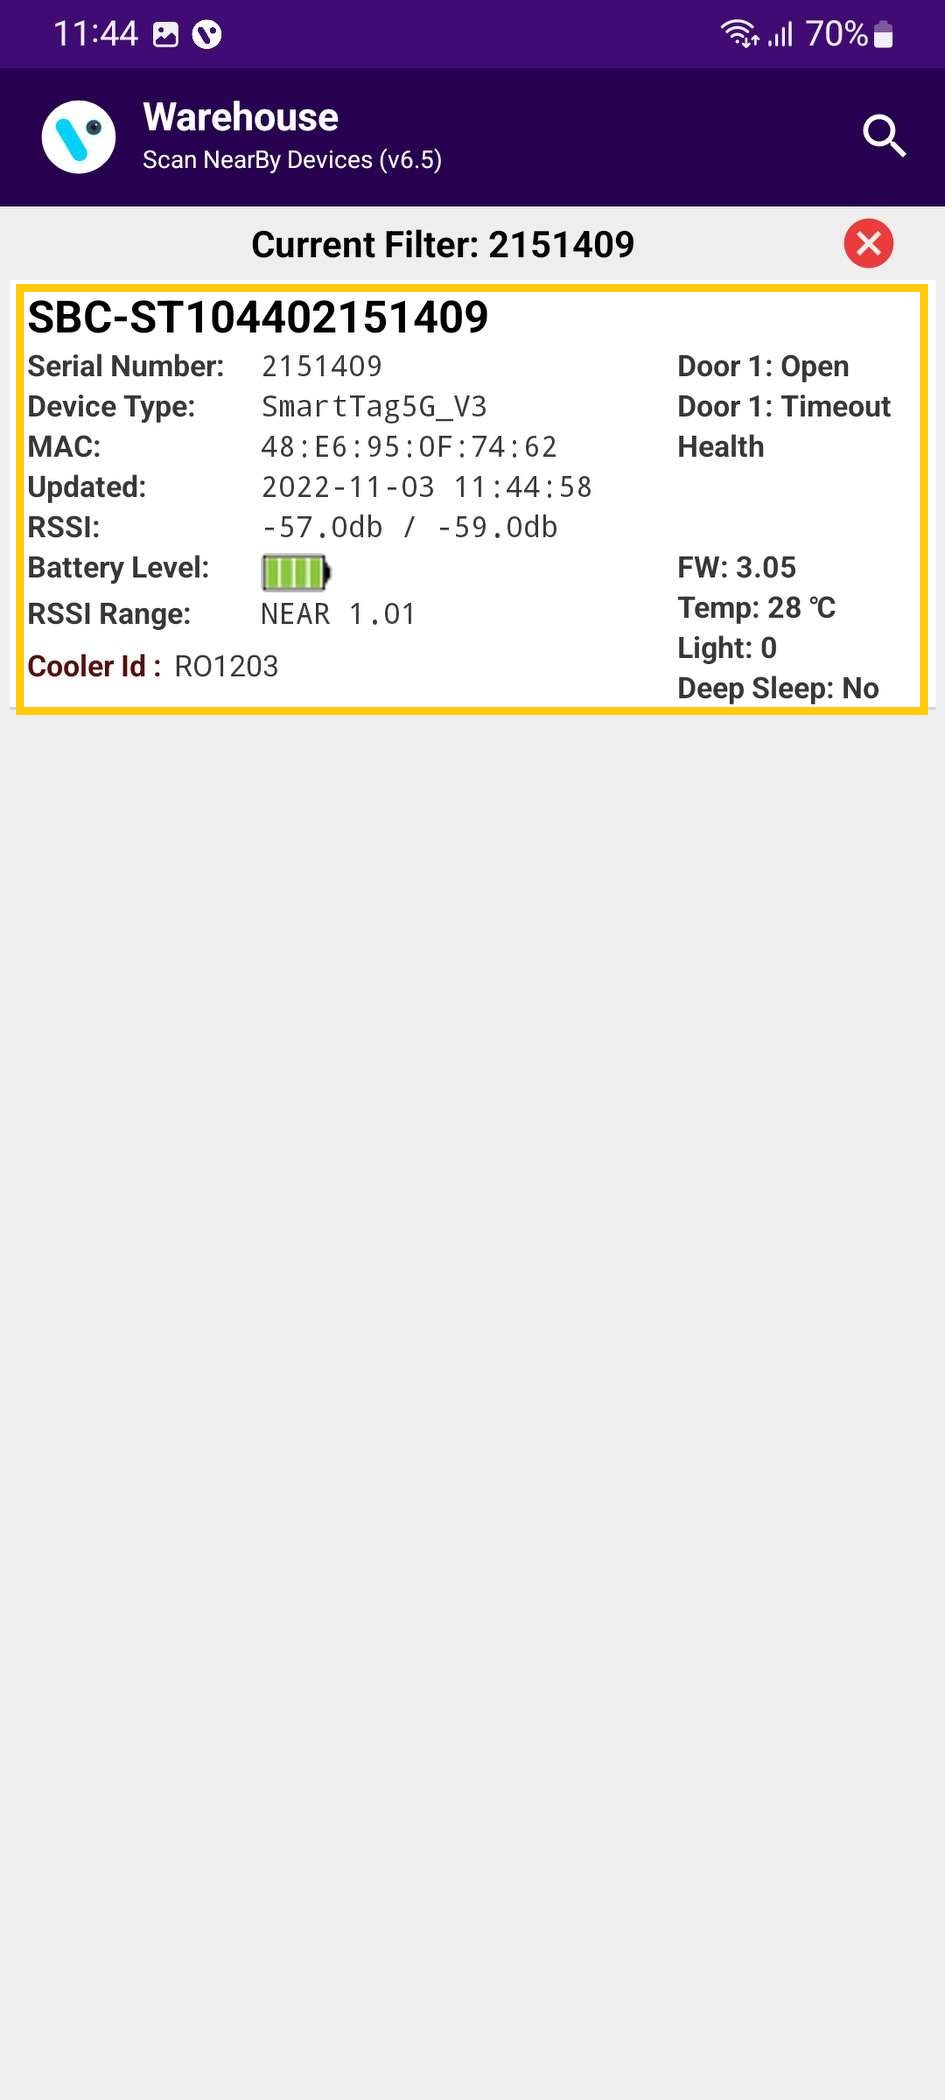 11:44 70%
Warehouse
Scan NearBy Devices (v6.5)
Current Filter: 2151409
SBC-ST104402151409
Serial Number: 2151409 Door 1: Open
Device Type: SmartTag5G_V3 Door 1: Timeout
MAC: 48:E6:95:0F:74:62 Health
Updated: 2022-11-03 11:44:58
RSSI: -57.0db / -59.0db
Battery Level: FW: 3.05
RSSI Range: NEAR 1.01 Temp: 28 ℃
Light: 0
Cooler Id : RO1203
Deep Sleep: No